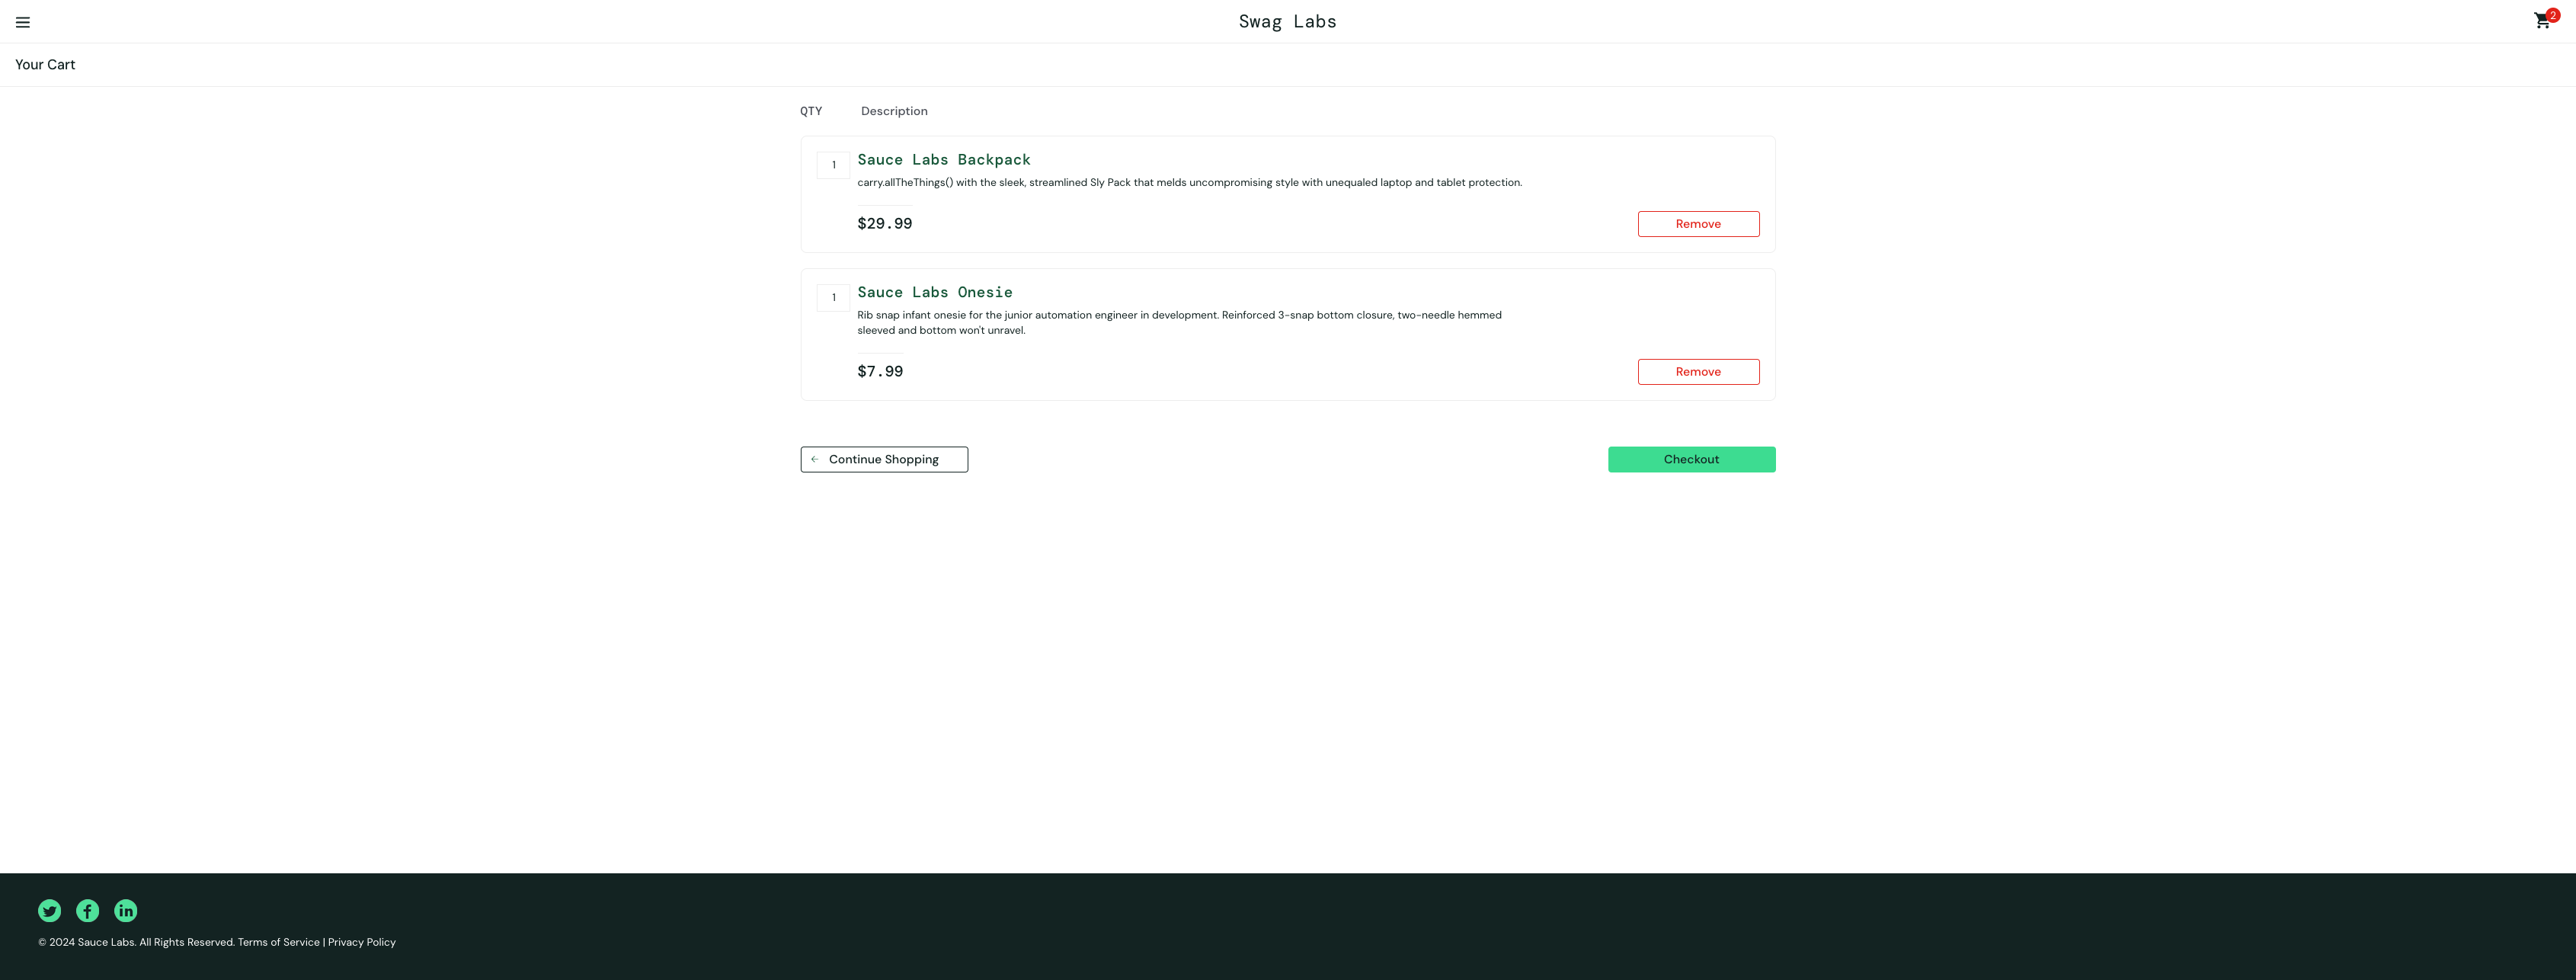 Swag Labs
2
Your Cart
QTY Description
1
Sauce Labs Backpack
carry.allTheThings() with the sleek, streamlined Sly Pack that melds uncompromising style with unequaled laptop and tablet protection.
$29.99
Remove
1
Sauce Labs Onesie
Rib snap infant onesie for the junior automation engineer in development. Reinforced 3-snap bottom closure, two-needle hemmed
sleeved and bottom won't unravel.
$7.99
Remove
Continue Shopping
Checkout
© 2024 Sauce Labs. All Rights Reserved. Terms of Service | Privacy Policy